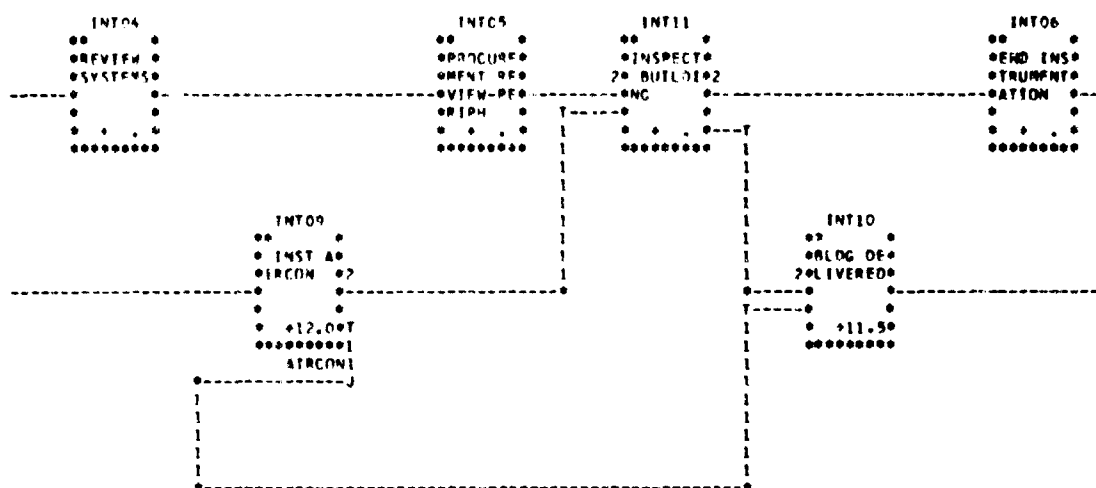 INT04
REVIEW
SYSTEMS
INT05
PROCURE
MENT RE
VIEW-PE
RIPH
INT11
INSPECT
2 BUILDI 2
NG
INT06
END INS
TRUMENT
ATION
INT09
INST A
IRCON 2
+12.0
AIRCON
INT10
BLDG DE
2 LIVERED
+11.5